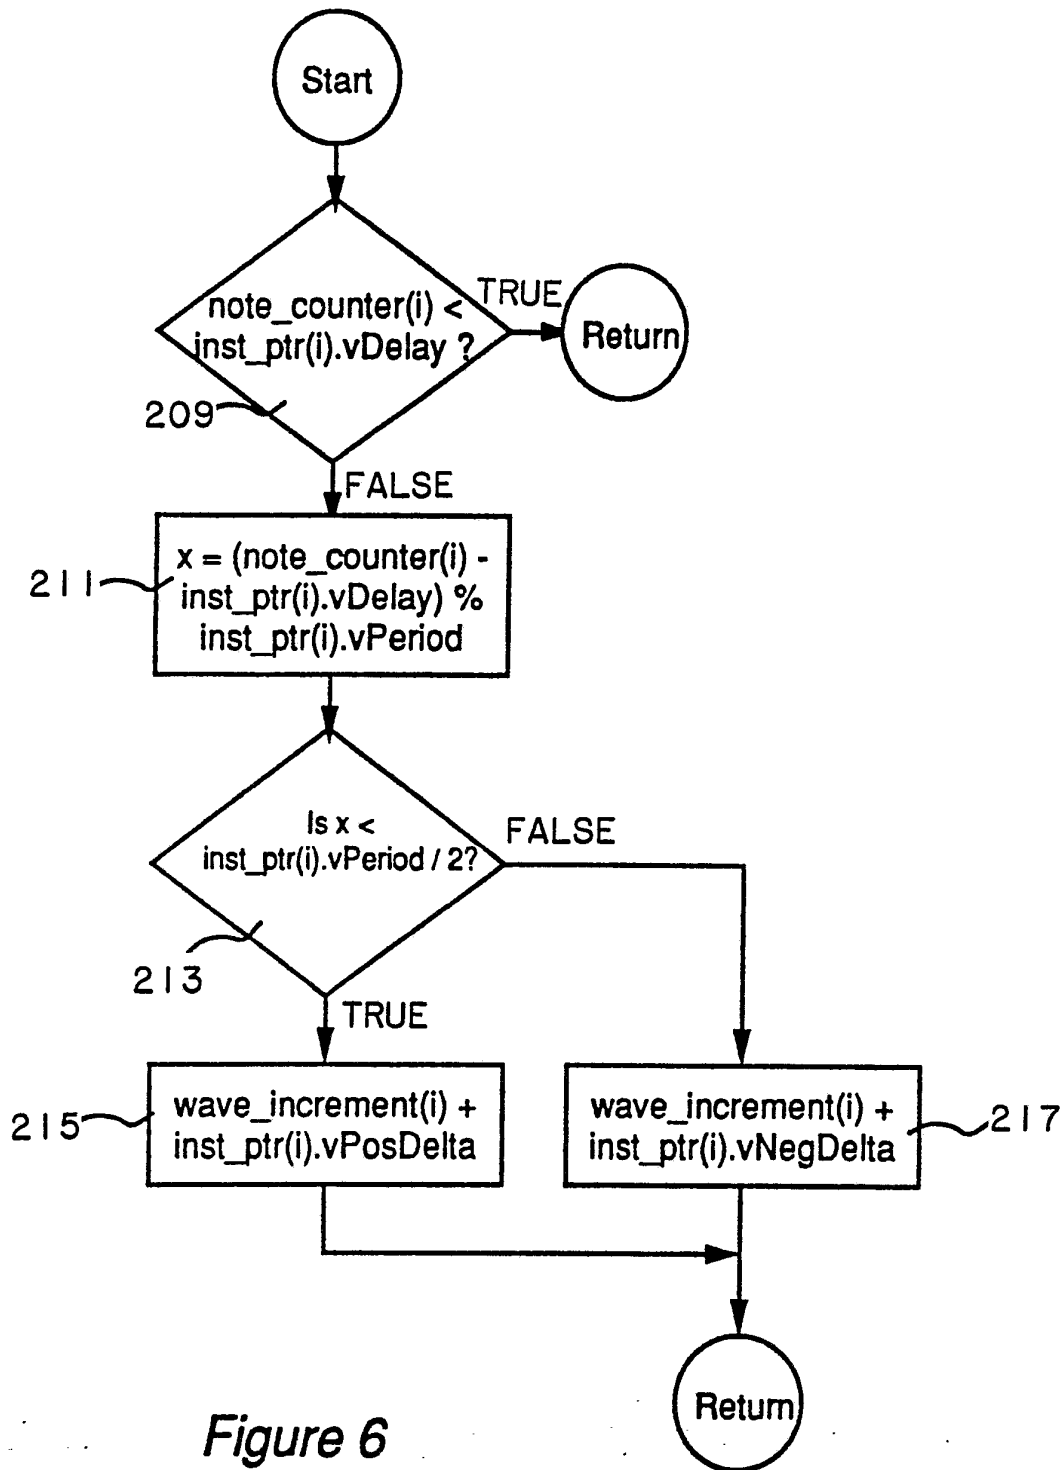 Start
note_counter(i) <
inst_ptr(i).vDelay ?
TRUE
Return
209
FALSE
x = (note_counter(i) -
inst_ptr(i).vDelay) %
inst_ptr(i).vPeriod
211
Is x <
inst_ptr(i).vPeriod / 2?
FALSE
213
TRUE
wave_increment(i) +
inst_ptr(i).vPosDelta
215
wave_increment(i) +
inst_ptr(i).vNegDelta
217
Return
Figure 6